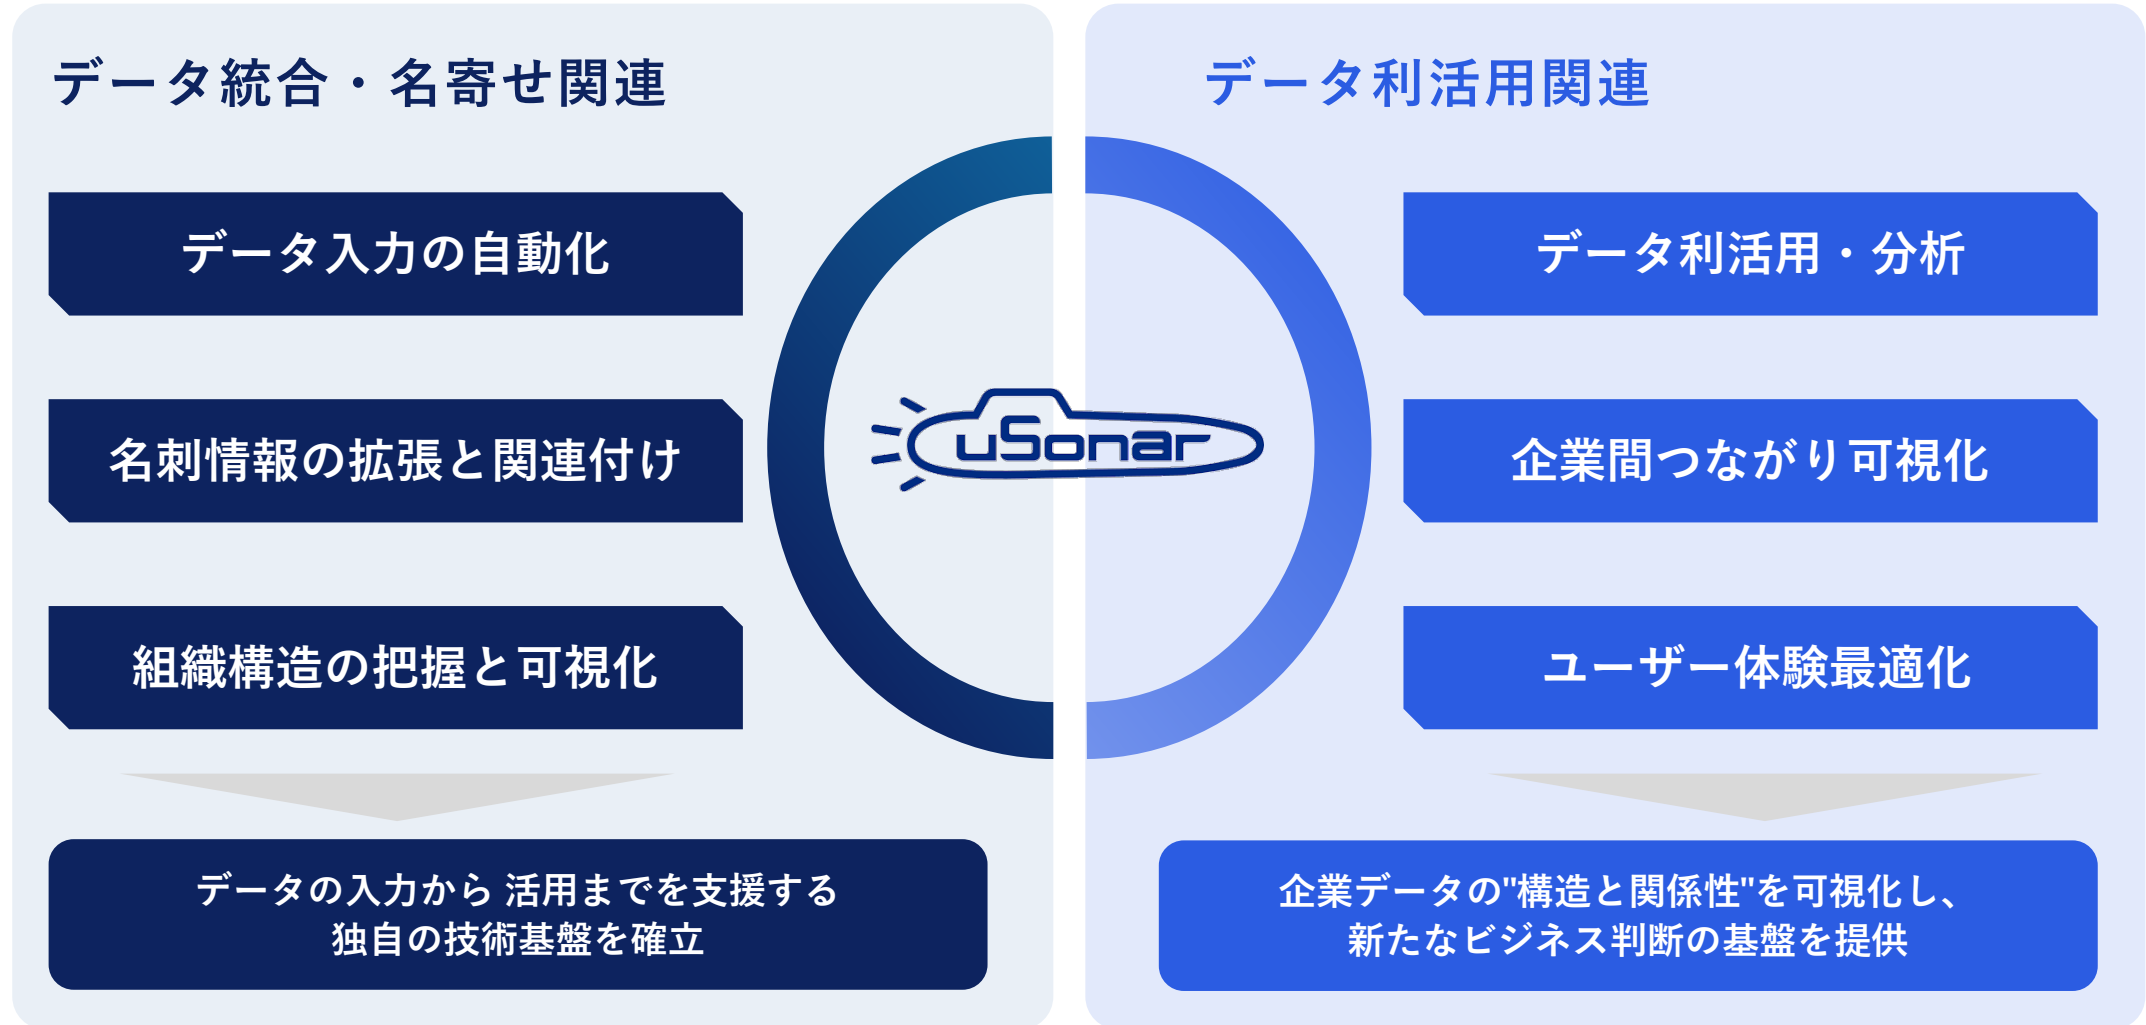 データ統合・名寄せ関連
データ入力の自動化
名刺情報の拡張と関連付け
組織構造の把握と可視化
データの入力から 活用までを支援する
独自の技術基盤を確立
uSonar
データ利活用関連
データ利活用・分析
企業間つながり可視化
ユーザー体験最適化
企業データの"構造と関係性"を可視化し、
新たなビジネス判断の基盤を提供